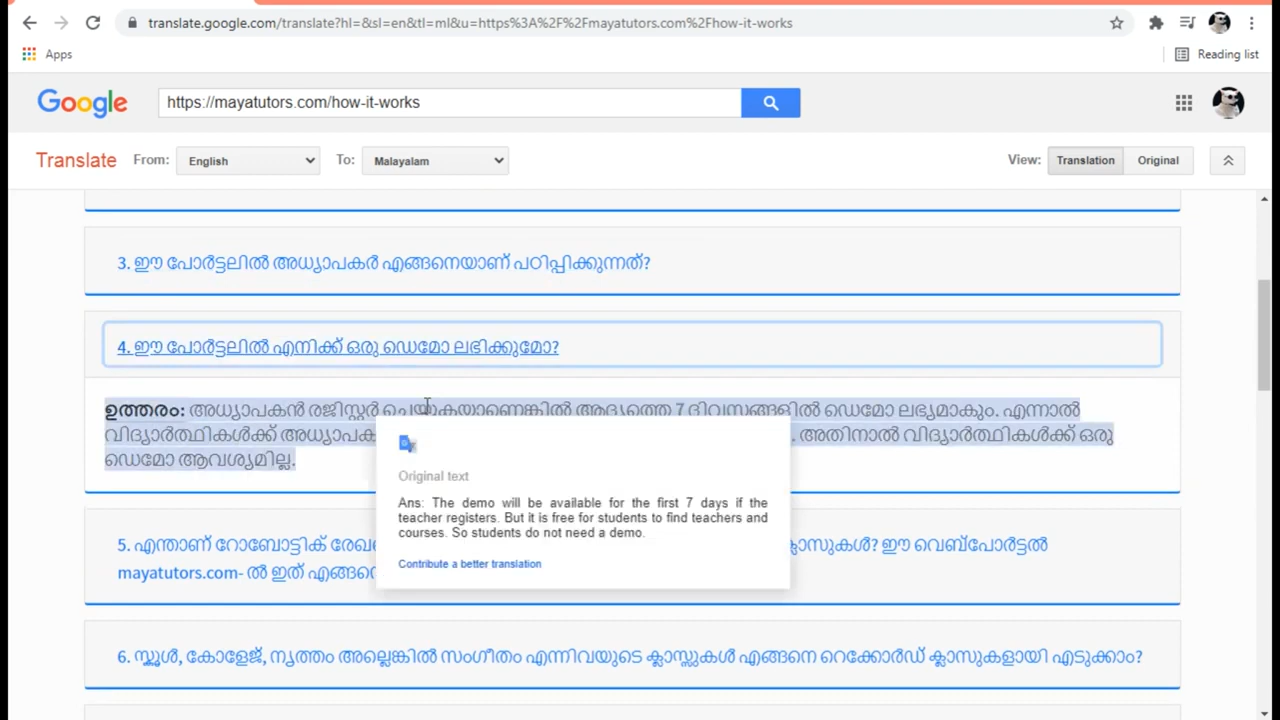 translate.google.com/translate?hl=&sl=en&tl=ml&u=https%3A%2F%2Fmayatutors.com%2Fhow-it-works
Apps
Reading list
Google
https://mayatutors.com/how-it-works
Translate
From:
English
To:
Malayalam
View:
Translation
Original
3. ഈ പോർട്ടലിൽ അധ്യാപകർ എങ്ങനെയാണ് പഠിപ്പിക്കുന്നത്?
4. ഈ പോർട്ടലിൽ എനിക്ക് ഒരു ഡെമോ ലഭിക്കുമോ?
ഉത്തരം: അധ്യാപകൻ രജിസ്റ്റർ ചെയ്യുകയാണെങ്കിൽ ആദ്യത്തെ 7 ദിവസങ്ങളിൽ ഡെമോ ലഭ്യമാകും. എന്നാൽ
വിദ്യാർത്ഥികൾക്ക് . അതിനാൽ വിദ്യാർത്ഥികൾക്ക് ഒരു
ഡെമോ ആവശ്യമില്ല.
Original text
Ans: The demo will be available for the first 7 days if the
teacher registers. But it is free for students to find teachers and
courses. So students do not need a demo.
Contribute a better translation
5. എന്താണ് റോബോട്ടിക് ഈ വെബ്‌പോർട്ടൽ
mayatutors.com- ൽ ഇത്
6. സ്കൂൾ, കോളേജ്, നൃത്തം അല്ലെങ്കിൽ സംഗീതം എന്നിവയുടെ ക്ലാസ്സുകൾ എങ്ങനെ റെക്കോർഡ് ക്ലാസുകളായി എടുക്കാം?